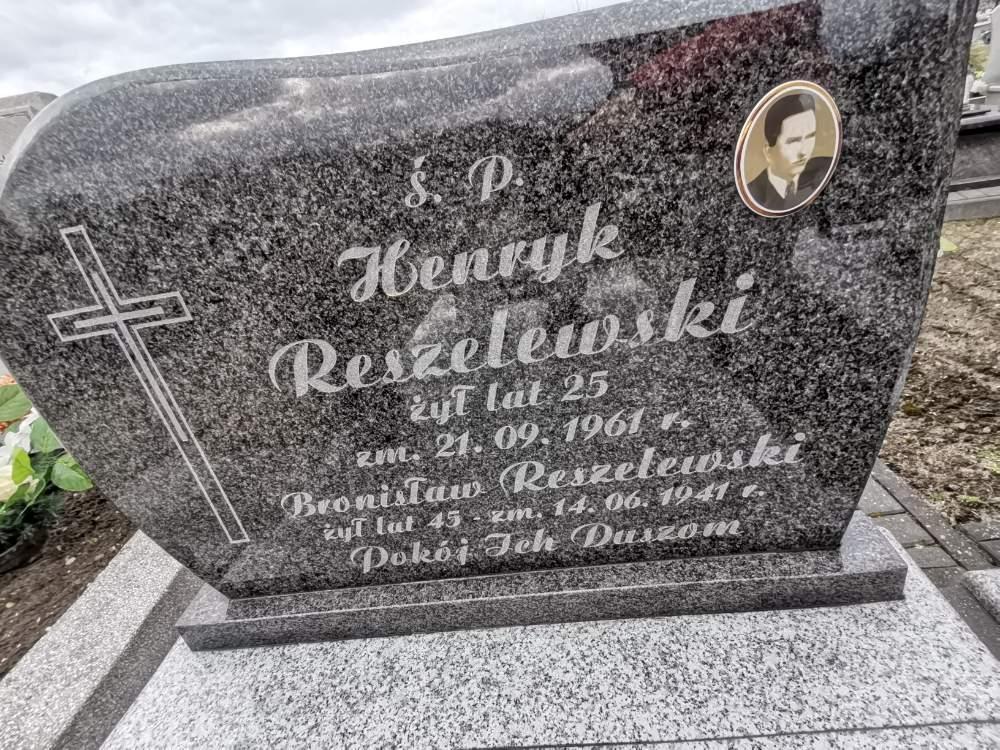 ś. P.
Henryk
Reszelewski
żył lat 25
zm. 21. 09. 1961 r.
Bronisław Reszelewski
żył lat 45 - zm. 14. 06. 1941 r.
Pokój Ich Duszom